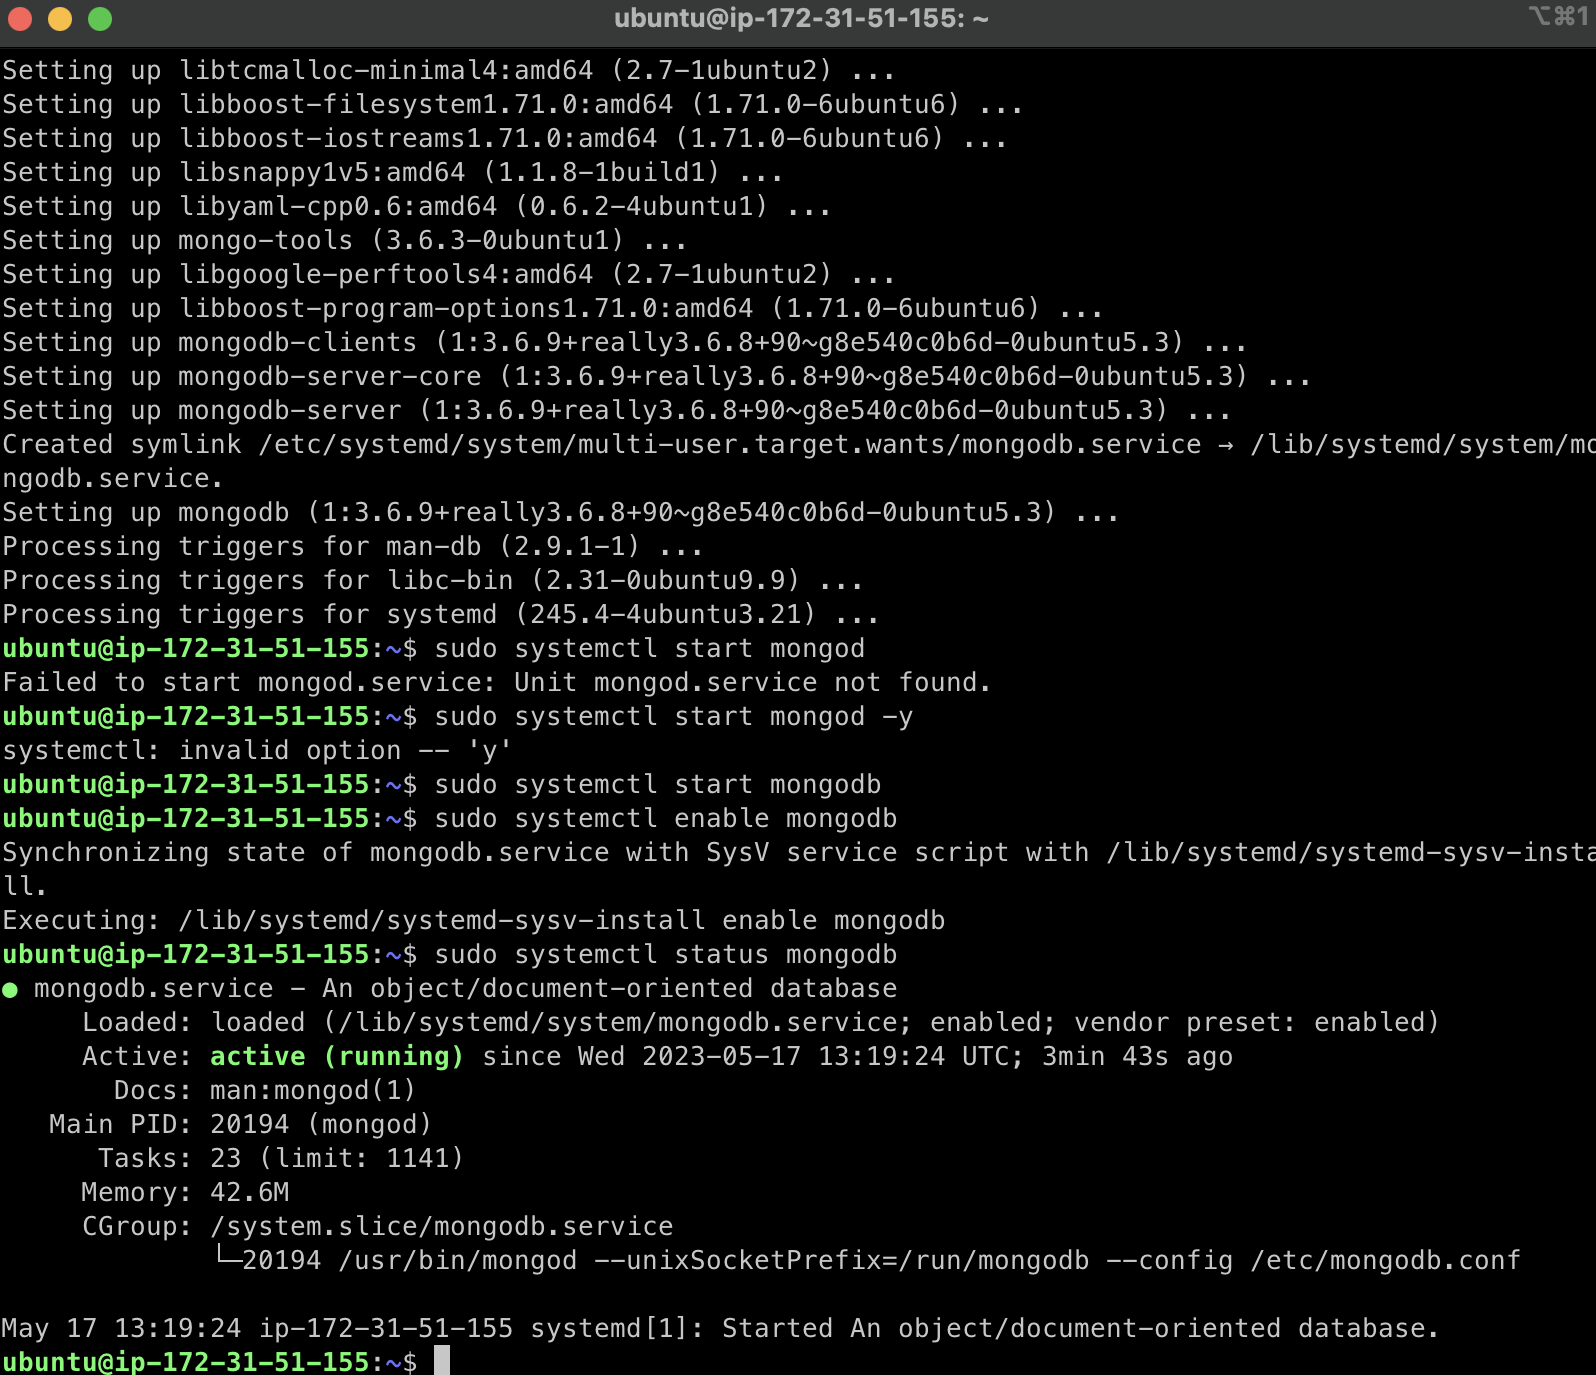 ubuntu@ip-172-31-51-155: ~
⌥⌘1
Setting up libtcmalloc-minimal4:amd64 (2.7-1ubuntu2) ...
Setting up libboost-filesystem1.71.0:amd64 (1.71.0-6ubuntu6) ...
Setting up libboost-iostreams1.71.0:amd64 (1.71.0-6ubuntu6) ...
Setting up libsnappy1v5:amd64 (1.1.8-1build1) ...
Setting up libyaml-cpp0.6:amd64 (0.6.2-4ubuntu1) ...
Setting up mongo-tools (3.6.3-0ubuntu1) ...
Setting up libgoogle-perftools4:amd64 (2.7-1ubuntu2) ...
Setting up libboost-program-options1.71.0:amd64 (1.71.0-6ubuntu6) ...
Setting up mongodb-clients (1:3.6.9+really3.6.8+90~g8e540c0b6d-0ubuntu5.3) ...
Setting up mongodb-server-core (1:3.6.9+really3.6.8+90~g8e540c0b6d-0ubuntu5.3) ...
Setting up mongodb-server (1:3.6.9+really3.6.8+90~g8e540c0b6d-0ubuntu5.3) ...
Created symlink /etc/systemd/system/multi-user.target.wants/mongodb.service → /lib/systemd/system/mo
ngodb.service.
Setting up mongodb (1:3.6.9+really3.6.8+90~g8e540c0b6d-0ubuntu5.3) ...
Processing triggers for man-db (2.9.1-1) ...
Processing triggers for libc-bin (2.31-0ubuntu9.9) ...
Processing triggers for systemd (245.4-4ubuntu3.21) ...
ubuntu@ip-172-31-51-155:~$ sudo systemctl start mongod
Failed to start mongod.service: Unit mongod.service not found.
ubuntu@ip-172-31-51-155:~$ sudo systemctl start mongod -y
systemctl: invalid option -- 'y'
ubuntu@ip-172-31-51-155:~$ sudo systemctl start mongodb
ubuntu@ip-172-31-51-155:~$ sudo systemctl enable mongodb
Synchronizing state of mongodb.service with SysV service script with /lib/systemd/systemd-sysv-insta
ll.
Executing: /lib/systemd/systemd-sysv-install enable mongodb
ubuntu@ip-172-31-51-155:~$ sudo systemctl status mongodb
● mongodb.service - An object/document-oriented database
Loaded: loaded (/lib/systemd/system/mongodb.service; enabled; vendor preset: enabled)
Active: active (running) since Wed 2023-05-17 13:19:24 UTC; 3min 43s ago
Docs: man:mongod(1)
Main PID: 20194 (mongod)
Tasks: 23 (limit: 1141)
Memory: 42.6M
CGroup: /system.slice/mongodb.service
└─20194 /usr/bin/mongod --unixSocketPrefix=/run/mongodb --config /etc/mongodb.conf
May 17 13:19:24 ip-172-31-51-155 systemd[1]: Started An object/document-oriented database.
ubuntu@ip-172-31-51-155:~$